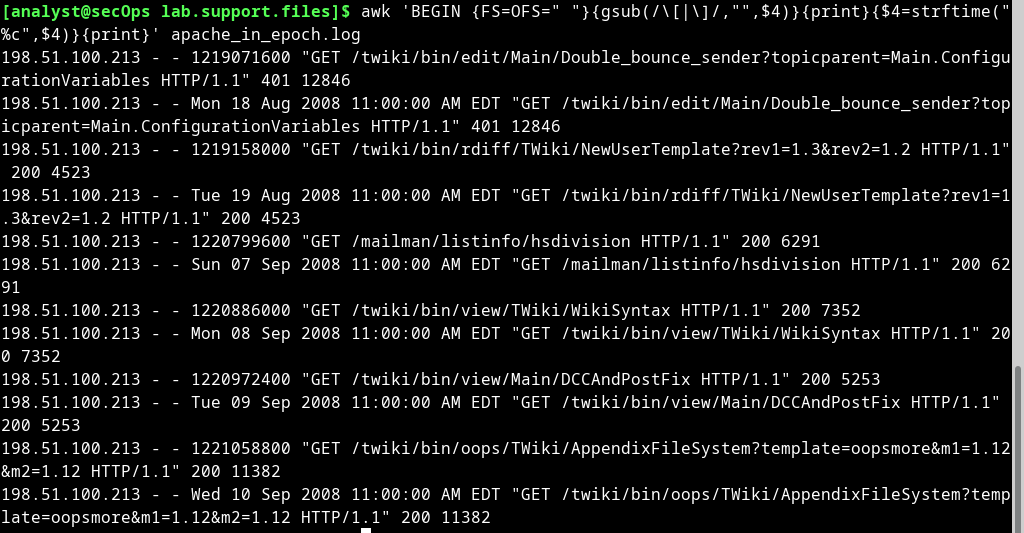 [analyst@secOps lab.support.files]$ awk 'BEGIN {FS=OFS=" "}{gsub(/\[|\]/,"",$4)}{print}{$4=strftime("
%c",$4)}{print}' apache_in_epoch.log
198.51.100.213 - - 1219071600 "GET /twiki/bin/edit/Main/Double_bounce_sender?topicparent=Main.Configu
rationVariables HTTP/1.1" 401 12846
198.51.100.213 - - Mon 18 Aug 2008 11:00:00 AM EDT "GET /twiki/bin/edit/Main/Double_bounce_sender?top
icparent=Main.ConfigurationVariables HTTP/1.1" 401 12846
198.51.100.213 - - 1219158000 "GET /twiki/bin/rdiff/TWiki/NewUserTemplate?rev1=1.3&rev2=1.2 HTTP/1.1"
 200 4523
198.51.100.213 - - Tue 19 Aug 2008 11:00:00 AM EDT "GET /twiki/bin/rdiff/TWiki/NewUserTemplate?rev1=1
.3&rev2=1.2 HTTP/1.1" 200 4523
198.51.100.213 - - 1220799600 "GET /mailman/listinfo/hsdivision HTTP/1.1" 200 6291
198.51.100.213 - - Sun 07 Sep 2008 11:00:00 AM EDT "GET /mailman/listinfo/hsdivision HTTP/1.1" 200 62
91
198.51.100.213 - - 1220886000 "GET /twiki/bin/view/TWiki/WikiSyntax HTTP/1.1" 200 7352
198.51.100.213 - - Mon 08 Sep 2008 11:00:00 AM EDT "GET /twiki/bin/view/TWiki/WikiSyntax HTTP/1.1" 20
0 7352
198.51.100.213 - - 1220972400 "GET /twiki/bin/view/Main/DCCAndPostFix HTTP/1.1" 200 5253
198.51.100.213 - - Tue 09 Sep 2008 11:00:00 AM EDT "GET /twiki/bin/view/Main/DCCAndPostFix HTTP/1.1" 
200 5253
198.51.100.213 - - 1221058800 "GET /twiki/bin/oops/TWiki/AppendixFileSystem?template=oopsmore&m1=1.12
&m2=1.12 HTTP/1.1" 200 11382
198.51.100.213 - - Wed 10 Sep 2008 11:00:00 AM EDT "GET /twiki/bin/oops/TWiki/AppendixFileSystem?temp
late=oopsmore&m1=1.12&m2=1.12 HTTP/1.1" 200 11382